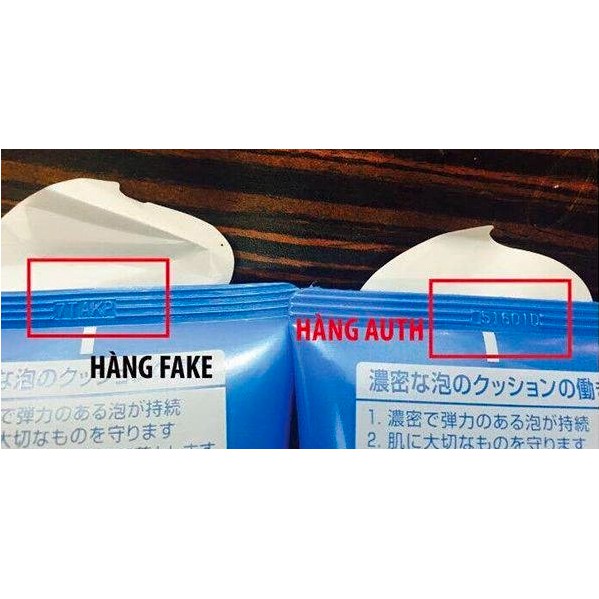 7TAKP
S1601D
HÀNG AUTH
HÀNG FAKE
な泡のクッション
で弾力のある泡が持続
大切なものを守ります
濃密な泡のクッションの働き
1. 濃密で弾力のある泡が持続
2. 肌に大切なものを守ります